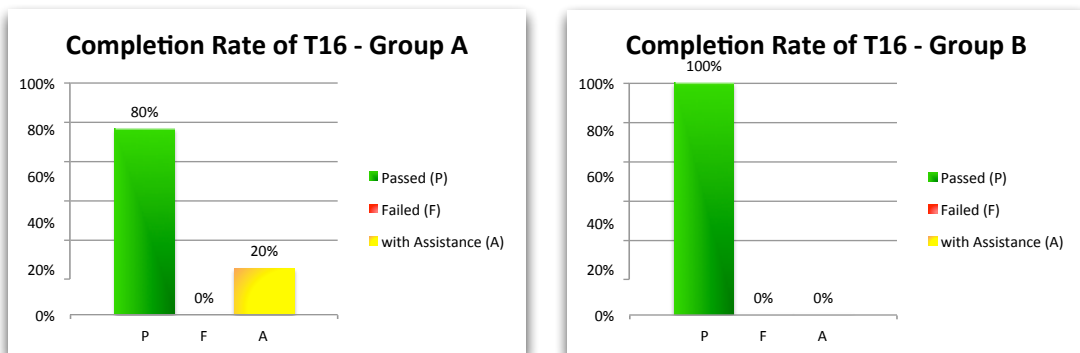 Completion Rate of T16 - Group A
100%
80%
60%
40%
20%
0%
80%
0%
20%
P F A
Passed (P)
Failed (F)
with Assistance (A)
Completion Rate of T16 - Group B
100%
80%
60%
40%
20%
0%
100%
0%
0%
P F A
Passed (P)
Failed (F)
with Assistance (A)